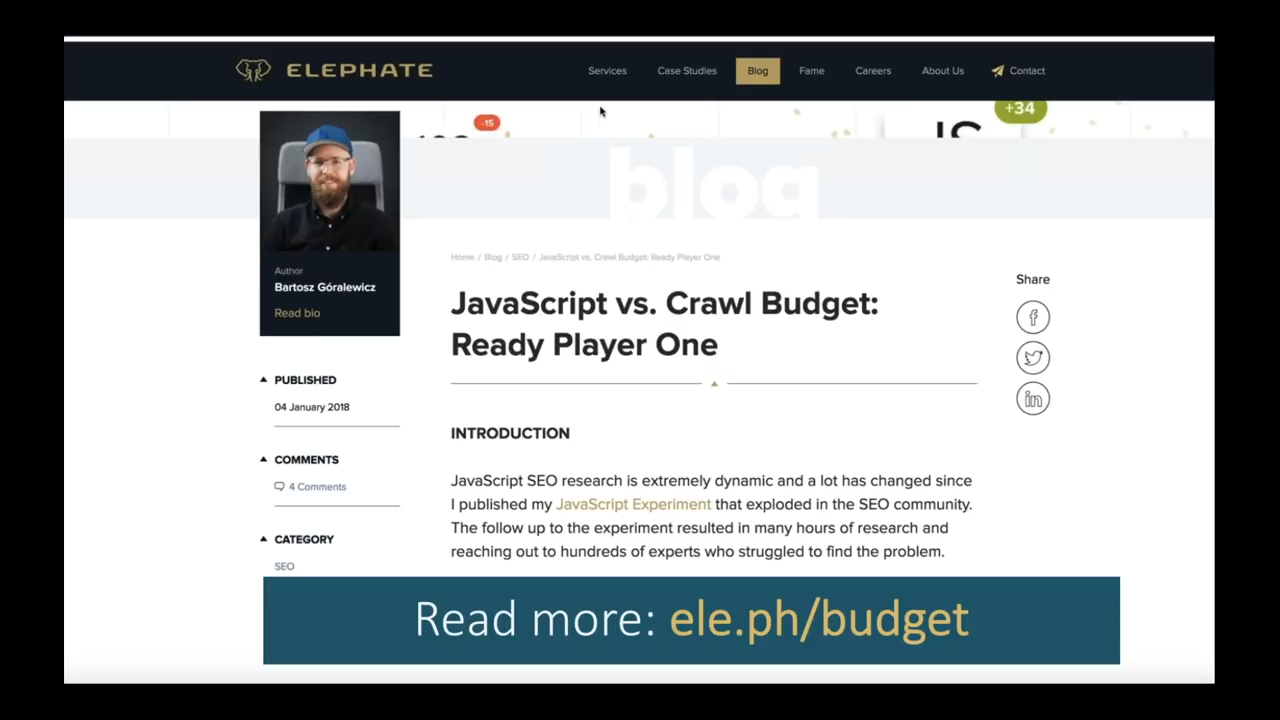 ELEPHATE
Services Case Studies Blog Fame Careers About Us Contact
-15
+34
blog
Author
Bartosz Góralewicz
Read bio
PUBLISHED
04 January 2018
COMMENTS
4 Comments
CATEGORY
SEO
Home / Blog / SEO / JavaScript vs. Crawl Budget: Ready Player One
JavaScript vs. Crawl Budget:
Ready Player One
INTRODUCTION
JavaScript SEO research is extremely dynamic and a lot has changed since
I published my JavaScript Experiment that exploded in the SEO community.
The follow up to the experiment resulted in many hours of research and
reaching out to hundreds of experts who struggled to find the problem.
Share
Read more: ele.ph/budget